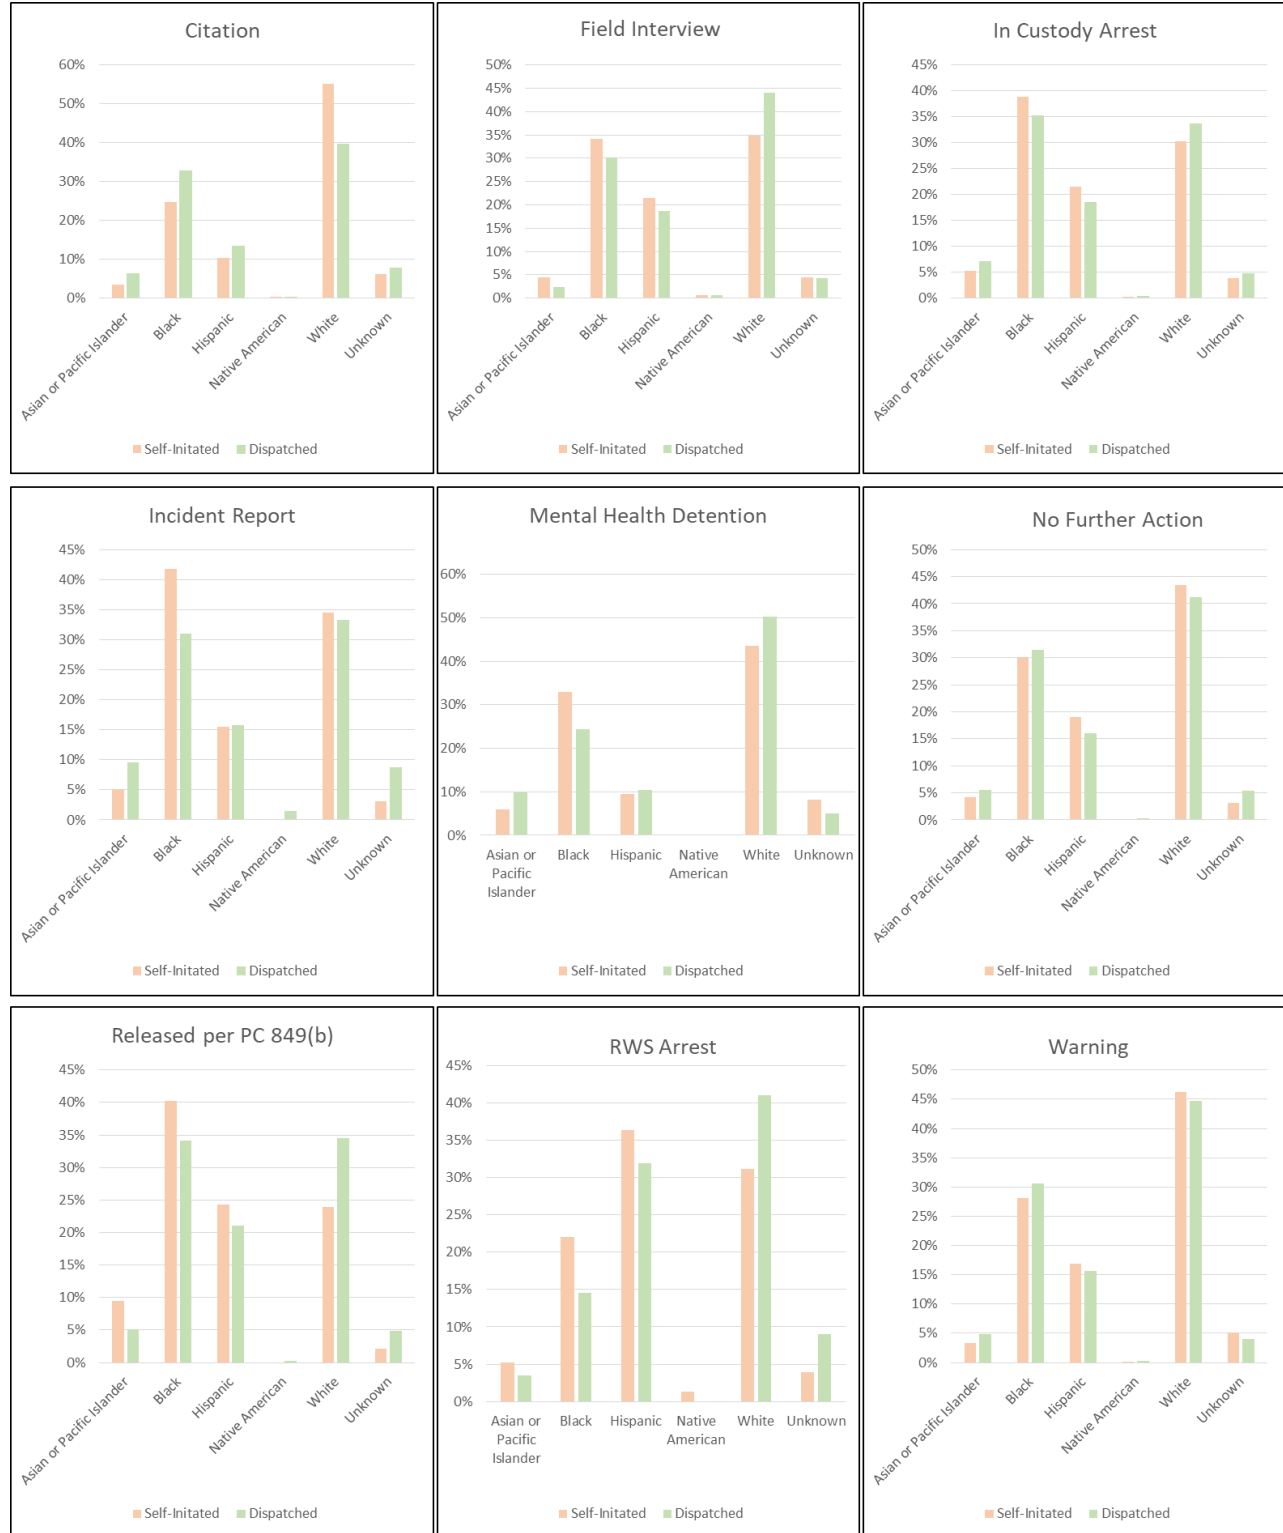 Citation
60%
50%
40%
30%
20%
10%
0%
Asian or Pacific Islander
Black
Hispanic
Native American
White
Unknown
Self-Initated Dispatched
Field Interview
50%
45%
40%
35%
30%
25%
20%
15%
10%
5%
0%
Asian or Pacific Islander
Black
Hispanic
Native American
White
Unknown
Self-Initated Dispatched
In Custody Arrest
45%
40%
35%
30%
25%
20%
15%
10%
5%
0%
Asian or Pacific Islander
Black
Hispanic
Native American
White
Unknown
Self-Initated Dispatched
Incident Report
45%
40%
35%
30%
25%
20%
15%
10%
5%
0%
Asian or Pacific Islander
Black
Hispanic
Native American
White
Unknown
Self-Initated Dispatched
Mental Health Detention
60%
50%
40%
30%
20%
10%
0%
Asian or
Pacific
Islander
Black
Hispanic
Native
American
White
Unknown
Self-Initated Dispatched
No Further Action
50%
45%
40%
35%
30%
25%
20%
15%
10%
5%
0%
Asian or Pacific Islander
Black
Hispanic
Native American
White
Unknown
Self-Initated Dispatched
Released per PC 849(b)
45%
40%
35%
30%
25%
20%
15%
10%
5%
0%
Asian or Pacific Islander
Black
Hispanic
Native American
White
Unknown
Self-Initated Dispatched
RWS Arrest
45%
40%
35%
30%
25%
20%
15%
10%
5%
0%
Asian or
Pacific
Islander
Black
Hispanic
Native
American
White
Unknown
Self-Initated Dispatched
Warning
50%
45%
40%
35%
30%
25%
20%
15%
10%
5%
0%
Asian or Pacific Islander
Black
Hispanic
Native American
White
Unknown
Self-Initated Dispatched